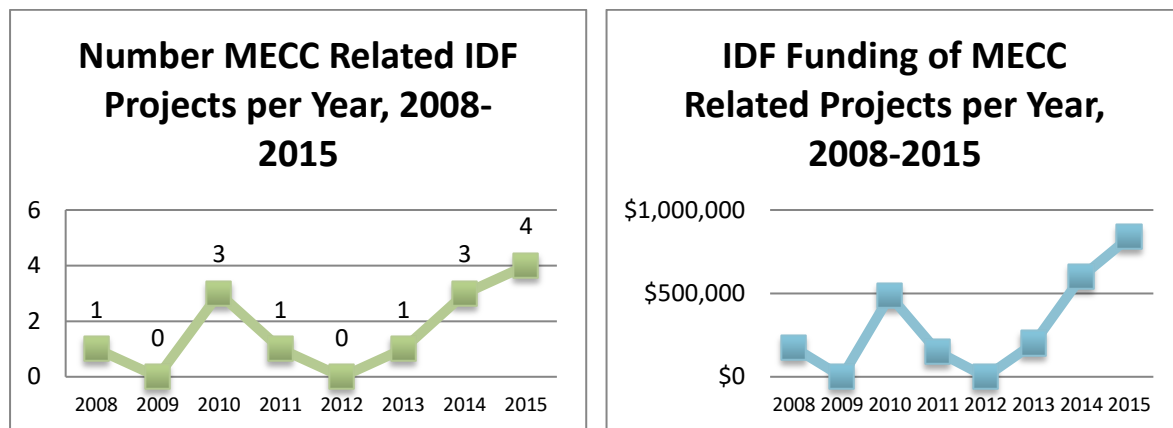 Number MECC Related IDF
Projects per Year, 2008-
2015
6
4
2
0
1
0
3
1
0
1
3
4
2008 2009 2010 2011 2012 2013 2014 2015
IDF Funding of MECC
Related Projects per Year,
2008-2015
$1,000,000
$500,000
$0
2008 2009 2010 2011 2012 2013 2014 2015